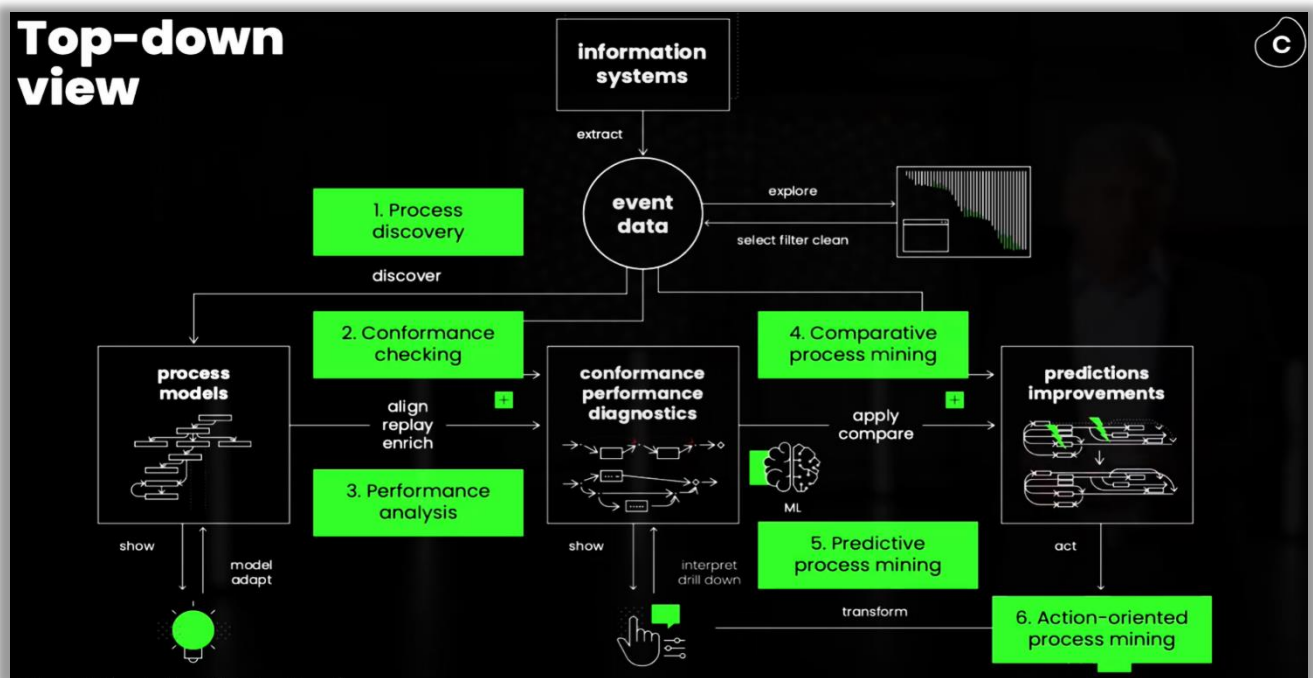 Top-down
view
C
information
systems
extract
event
data
explore
select filter clean
1. Process
discovery
discover
2. Conformance
checking
4. Comparative
process mining
process
models
align
replay
enrich
+
conformance
performance
diagnostics
apply
compare
+
predictions
improvements
3. Performance
analysis
ML
5. Predictive
process mining
show
model
adapt
show
interpret
drill down
act
transform
6. Action-oriented
process mining